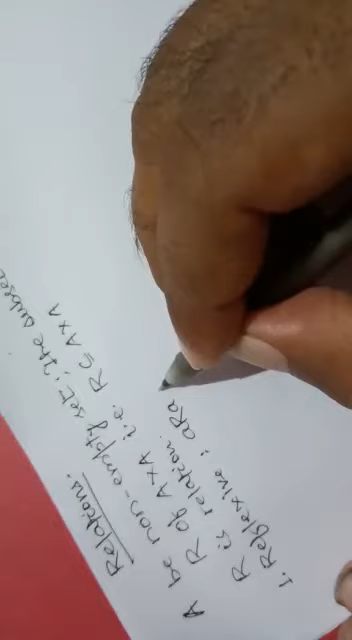 Relations:
A be non-empty set; The subset
R of A×A i.e. R ⊆ A×A
R is relation.
1. Reflexive; aRa